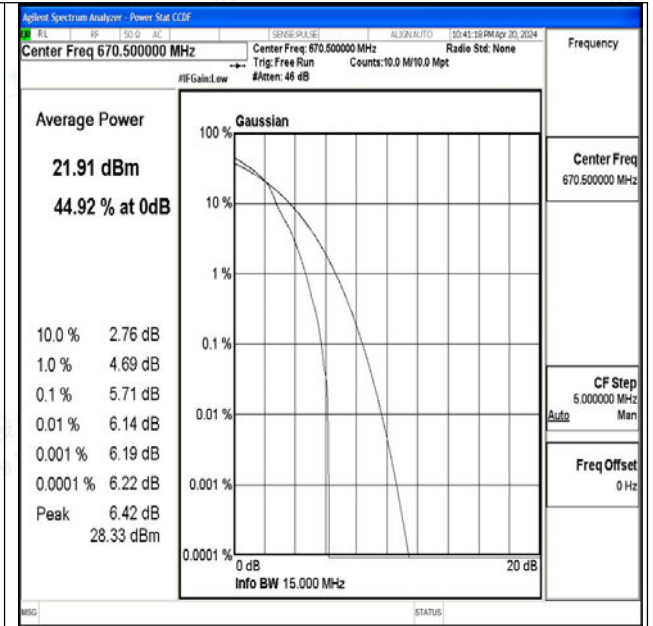 Agilent Spectrum Analyzer - Power Stat CCDF
RL RF 50 Ω AC SENSE:PULSE ALIGN AUTO 10:41:18 PM Apr 20, 2024
Center Freq 670.500000 MHz
Center Freq: 670.500000 MHz Radio Std: None
Trig: Free Run Counts:10.0 M/10.0 Mpt
#IFGain:Low #Atten: 46 dB
Frequency
Average Power
21.91 dBm
44.92 % at 0dB
10.0 % 2.76 dB
1.0 % 4.69 dB
0.1 % 5.71 dB
0.01 % 6.14 dB
0.001 % 6.19 dB
0.0001 % 6.22 dB
Peak 6.42 dB
28.33 dBm
Gaussian
100 %
10 %
1 %
0.1 %
0.01 %
0.001 %
0.0001 %
0 dB 20 dB
Info BW 15.000 MHz
Center Freq
670.500000 MHz
CF Step
5.000000 MHz
Auto Man
Freq Offset
0 Hz
MSG STATUS